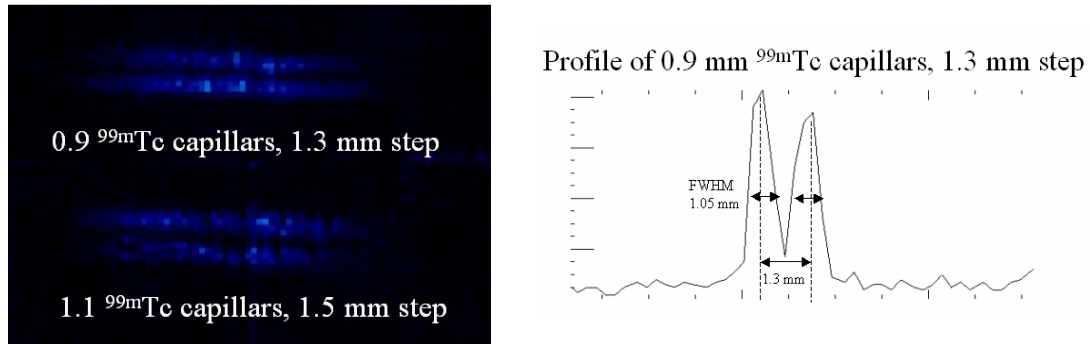 0.9 ⁹⁹ᵐTc capillars, 1.3 mm step
1.1 ⁹⁹ᵐTc capillars, 1.5 mm step
Profile of 0.9 mm ⁹⁹ᵐTc capillars, 1.3 mm step
FWHM
1.05 mm
1.3 mm